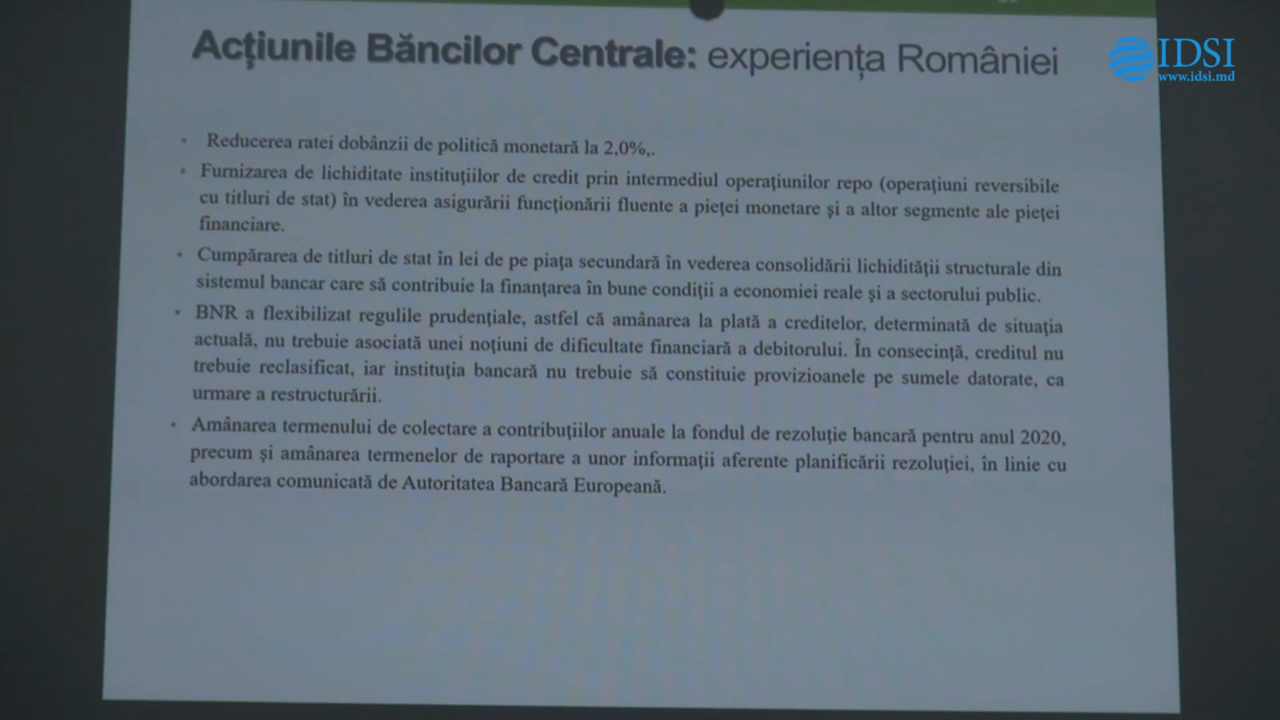 Acțiunile Băncilor Centrale: experiența României
IDSI
www.idsi.md
• Reducerea ratei dobânzii de politică monetară la 2,0%,.
• Furnizarea de lichiditate instituțiilor de credit prin intermediul operațiunilor repo (operațiuni reversibile
cu titluri de stat) în vederea asigurării funcționării fluente a pieței monetare și a altor segmente ale pieței
financiare.
• Cumpărarea de titluri de stat în lei de pe piața secundară în vederea consolidării lichidității structurale din
sistemul bancar care să contribuie la finanțarea în bune condiții a economiei reale și a sectorului public.
• BNR a flexibilizat regulile prudențiale, astfel că amânarea la plată a creditelor, determinată de situația
actuală, nu trebuie asociată unei noțiuni de dificultate financiară a debitorului. În consecință, creditul nu
trebuie reclasificat, iar instituția bancară nu trebuie să constituie provizioanele pe sumele datorate, ca
urmare a restructurării.
• Amânarea termenului de colectare a contribuțiilor anuale la fondul de rezoluție bancară pentru anul 2020,
precum și amânarea termenelor de raportare a unor informații aferente planificării rezoluției, în linie cu
abordarea comunicată de Autoritatea Bancară Europeană.